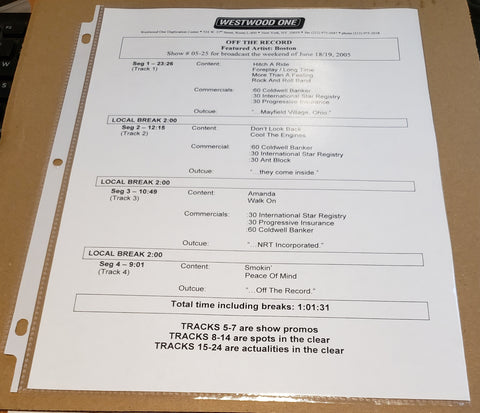 WESTWOOD ONE
OFF THE RECORD
Featured Artist: Boston
Show # 05-25 for broadcast the weekend of June 18/19, 2005
Seg 1 – 23:26 Content: Hitch A Ride
(Track 1) Foreplay / Long Time
More Than A Feeling
Rock And Roll Band
Commercials: :60 Coldwell Banker
:30 International Star Registry
:30 Progressive Insurance
Outcue: "…Mayfield Village, Ohio."
LOCAL BREAK 2:00
Seg 2 – 12:15 Content: Don't Look Back
(Track 2) Cool The Engines
Commercial: :60 Coldwell Banker
:30 International Star Registry
:30 Ant Block
Outcue: "…they come inside."
LOCAL BREAK 2:00
Seg 3 – 10:49 Content: Amanda
(Track 3) Walk On
Commercials: :30 International Star Registry
:30 Progressive Insurance
:60 Coldwell Banker
Outcue: "…NRT Incorporated."
LOCAL BREAK 2:00
Seg 4 – 9:01 Content: Smokin'
(Track 4) Peace Of Mind
Outcue: "…Off The Record."
Total time including breaks: 1:01:31
TRACKS 5-7 are show promos
TRACKS 8-14 are spots in the clear
TRACKS 15-24 are actualities in the clear